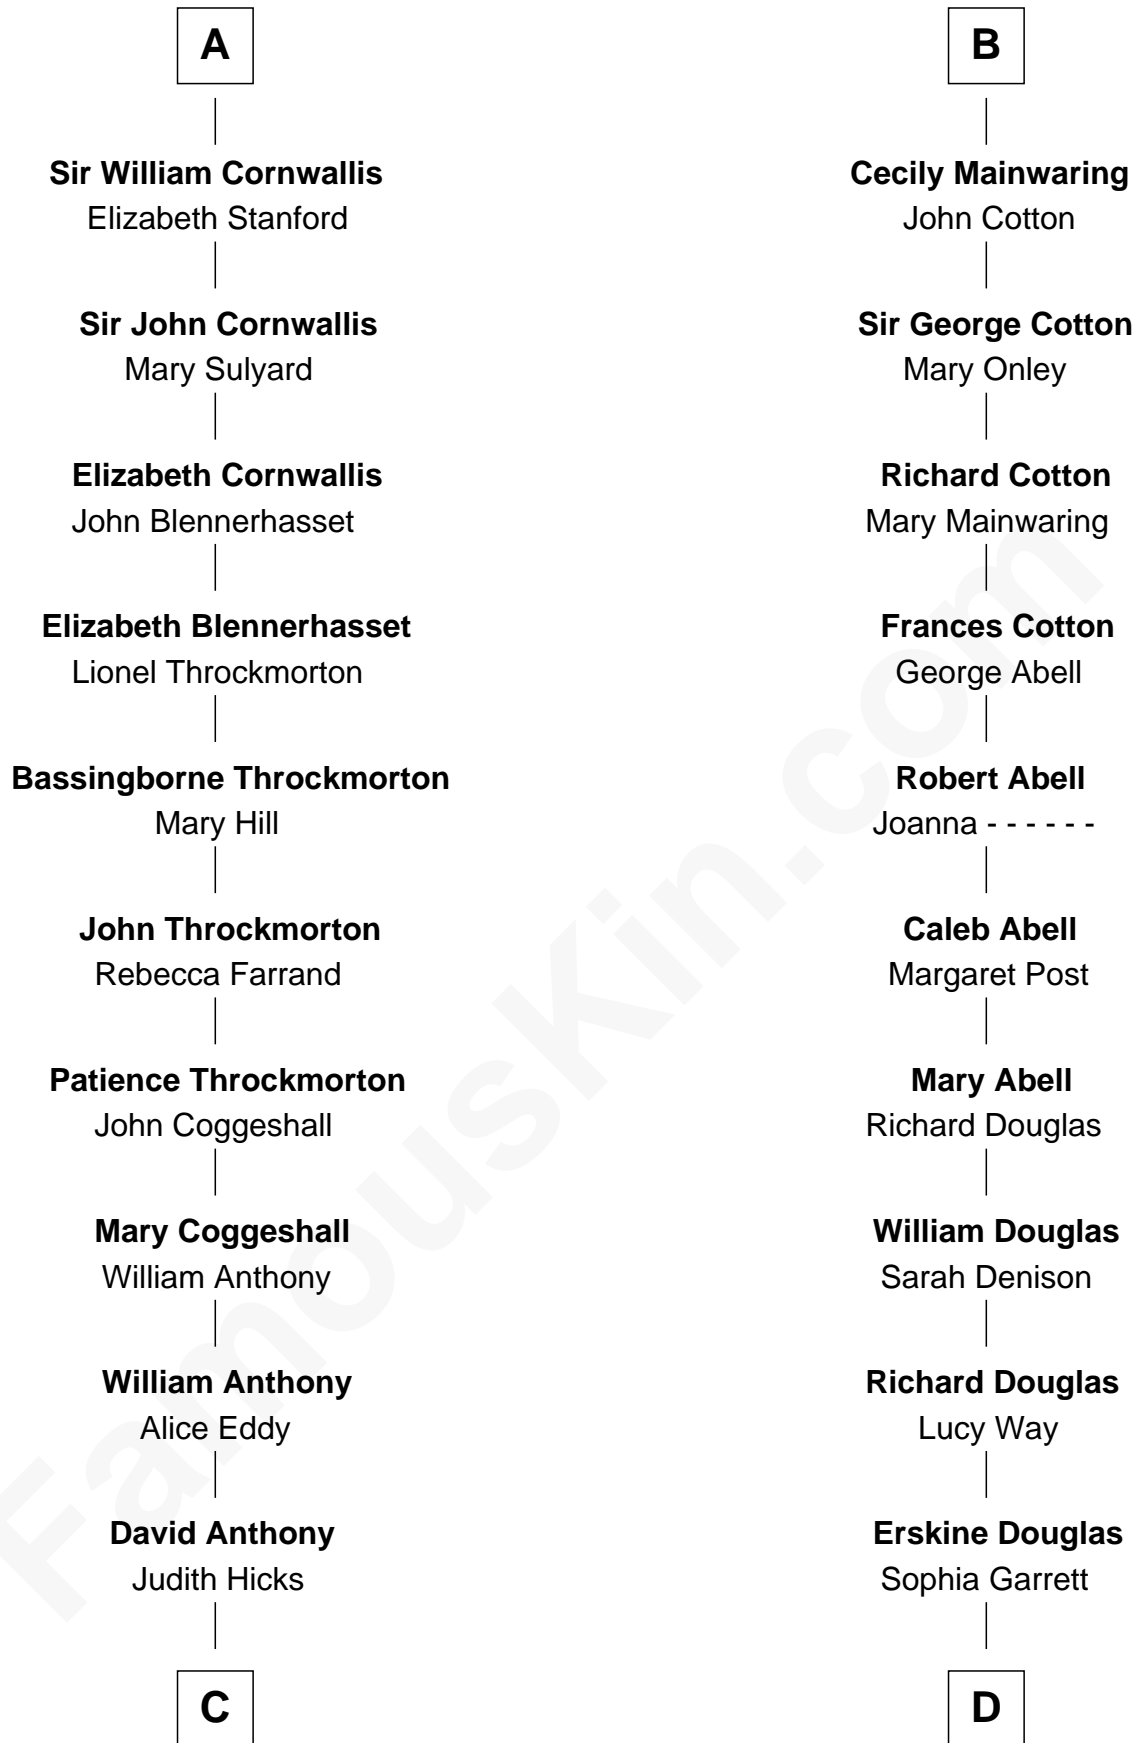 A
Sir William Cornwallis
Elizabeth Stanford
Sir John Cornwallis
Mary Sulyard
Elizabeth Cornwallis
John Blennerhasset
Elizabeth Blennerhasset
Lionel Throckmorton
Bassingborne Throckmorton
Mary Hill
John Throckmorton
Rebecca Farrand
Patience Throckmorton
John Coggeshall
Mary Coggeshall
William Anthony
William Anthony
Alice Eddy
David Anthony
Judith Hicks
C
B
Cecily Mainwaring
John Cotton
Sir George Cotton
Mary Onley
Richard Cotton
Mary Mainwaring
Frances Cotton
George Abell
Robert Abell
Joanna - - - - - -
Caleb Abell
Margaret Post
Mary Abell
Richard Douglas
William Douglas
Sarah Denison
Richard Douglas
Lucy Way
Erskine Douglas
Sophia Garrett
D
FamousKin.com